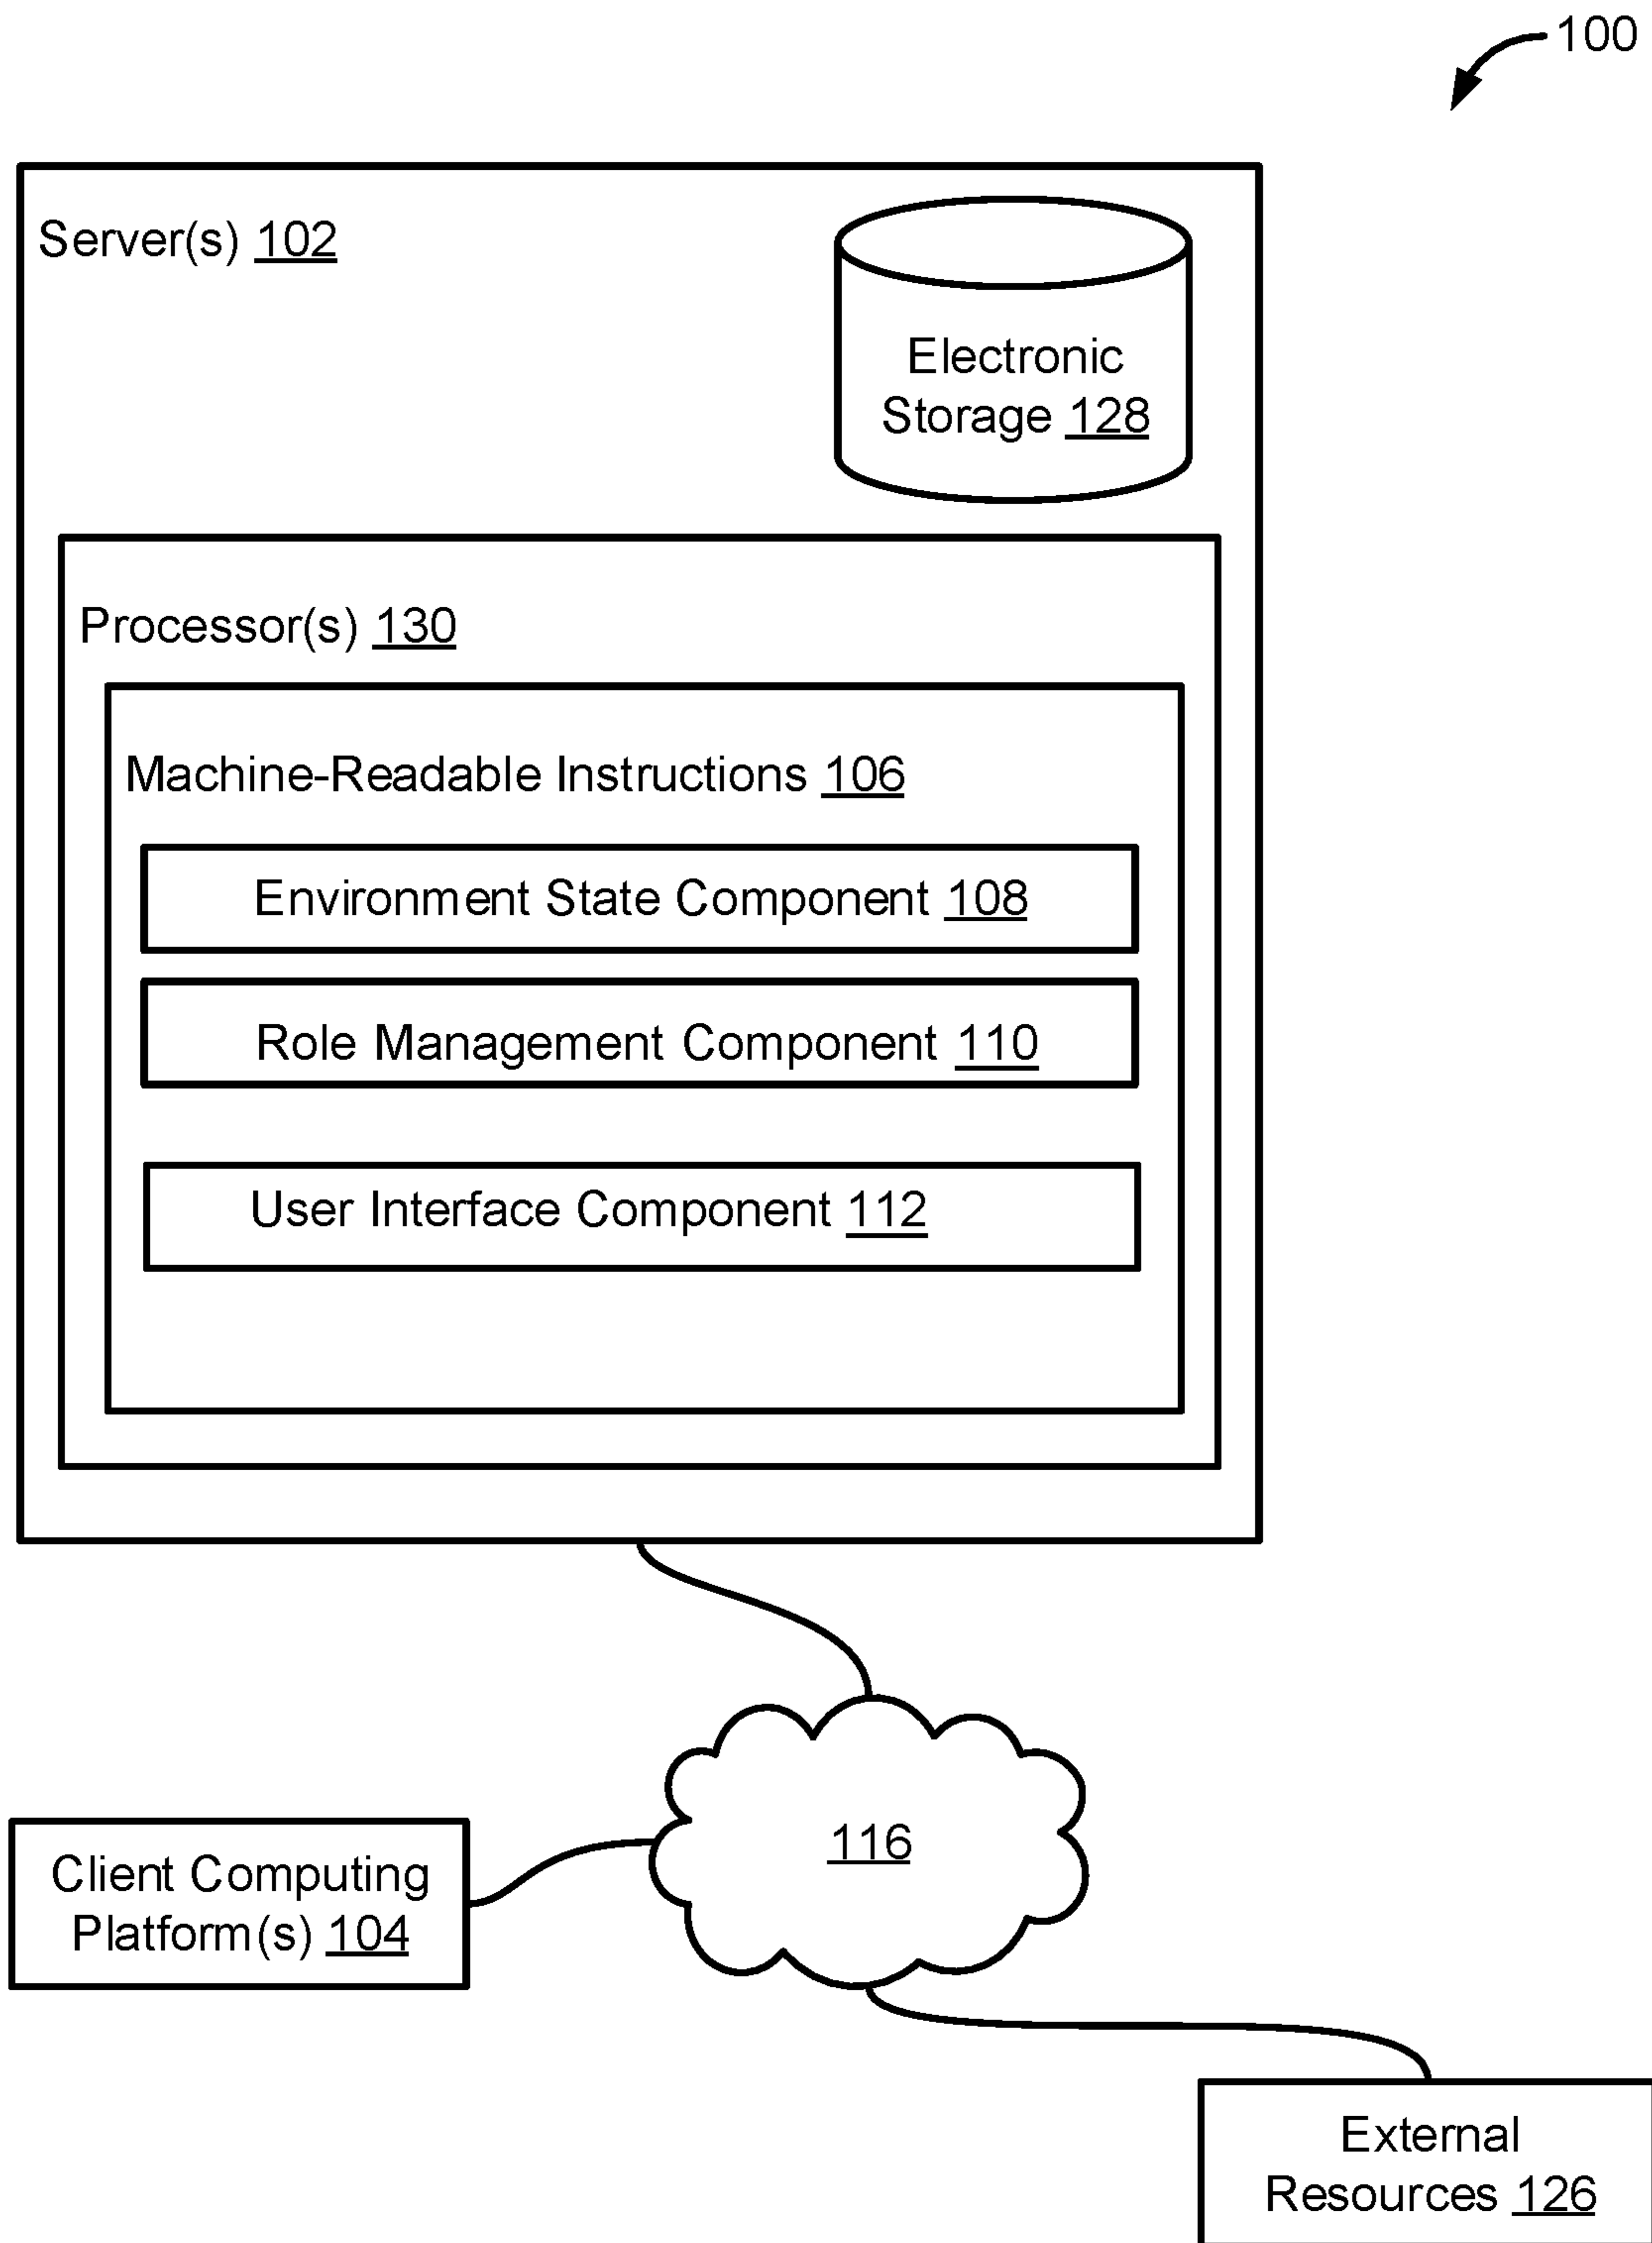 100
Server(s) 102
Electronic
Storage 128
Processor(s) 130
Machine-Readable Instructions 106
Environment State Component 108
Role Management Component 110
User Interface Component 112
116
Client Computing
Platform(s) 104
External
Resources 126